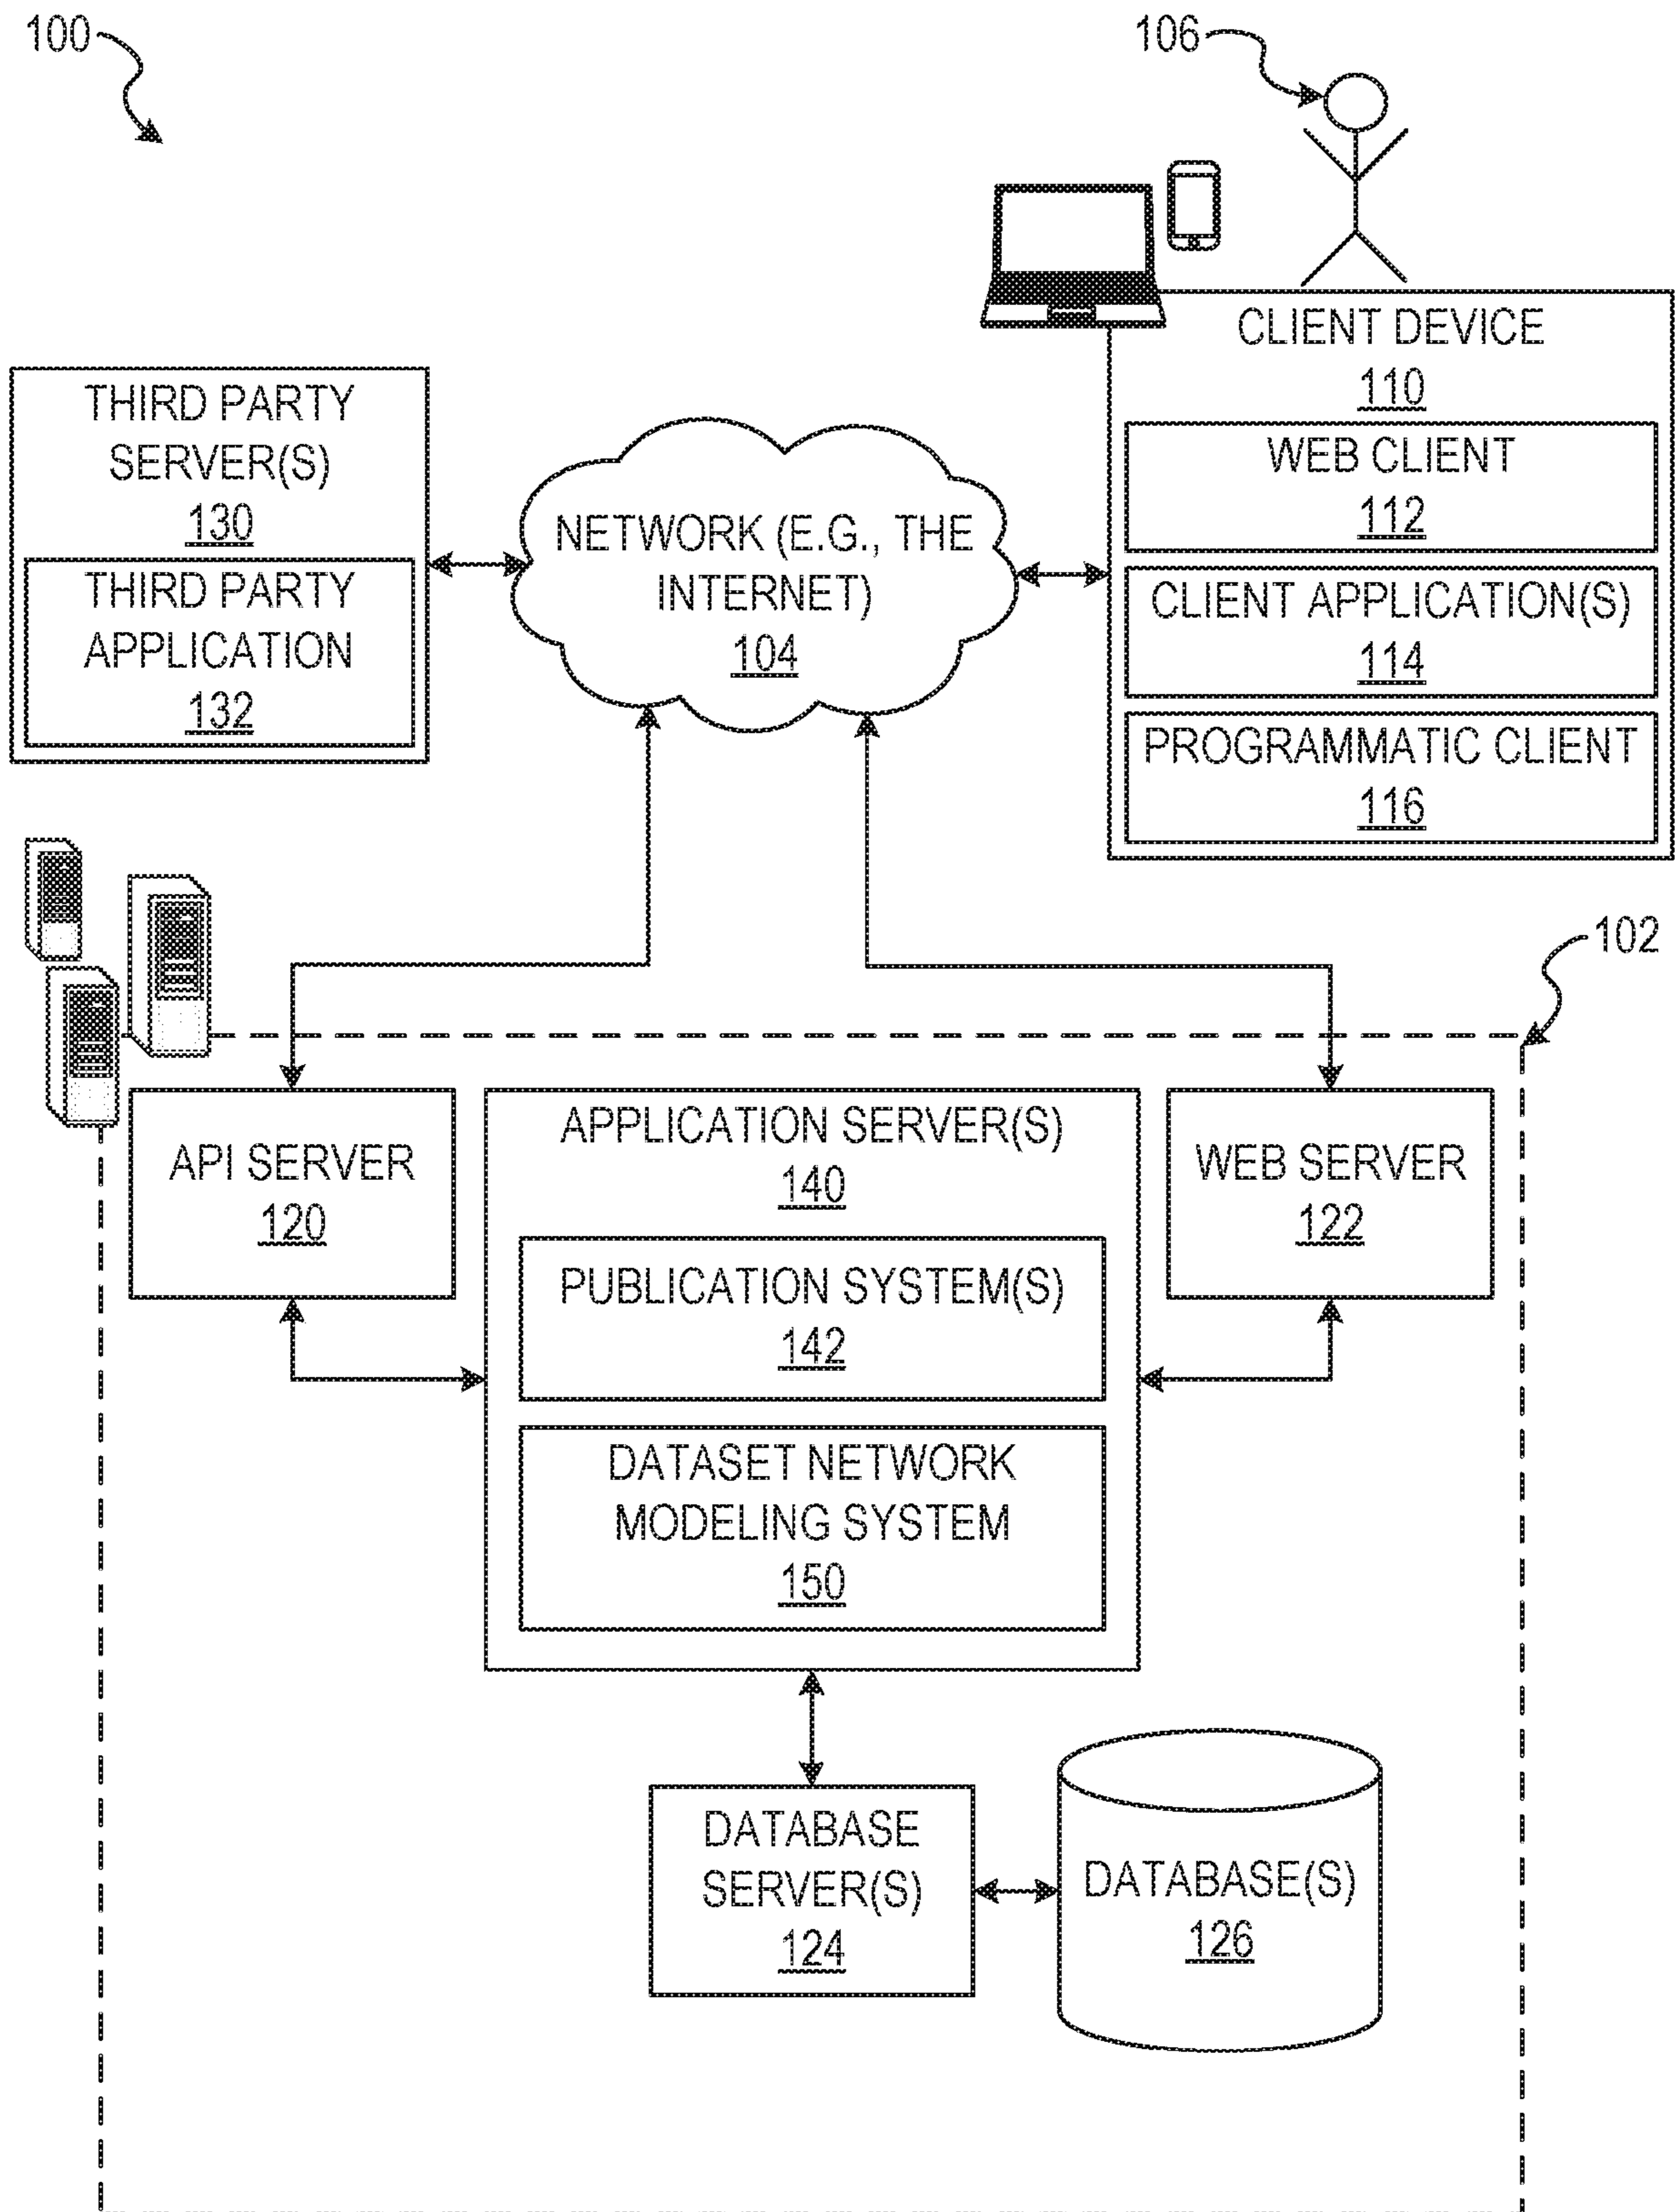 100
106
CLIENT DEVICE
110
WEB CLIENT
112
CLIENT APPLICATION(S)
114
PROGRAMMATIC CLIENT
116
THIRD PARTY
SERVER(S)
130
THIRD PARTY
APPLICATION
132
NETWORK (E.G., THE
INTERNET)
104
102
API SERVER
120
APPLICATION SERVER(S)
140
PUBLICATION SYSTEM(S)
142
DATASET NETWORK
MODELING SYSTEM
150
WEB SERVER
122
DATABASE
SERVER(S)
124
DATABASE(S)
126